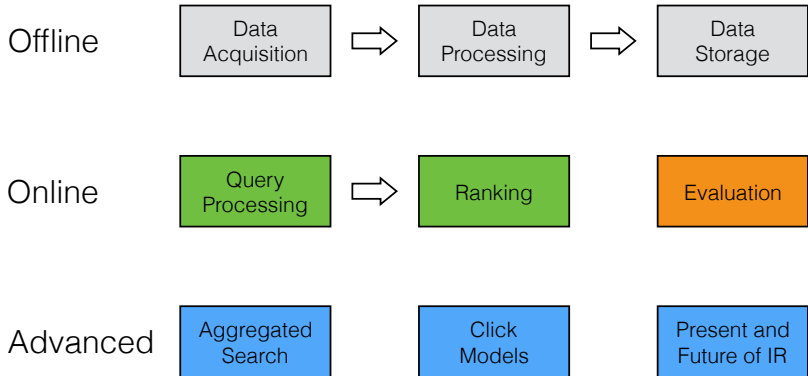 Offline
Data
Acquisition
Data
Processing
Data
Storage
Online
Query
Processing
Ranking
Evaluation
Advanced
Aggregated
Search
Click
Models
Present and
Future of IR